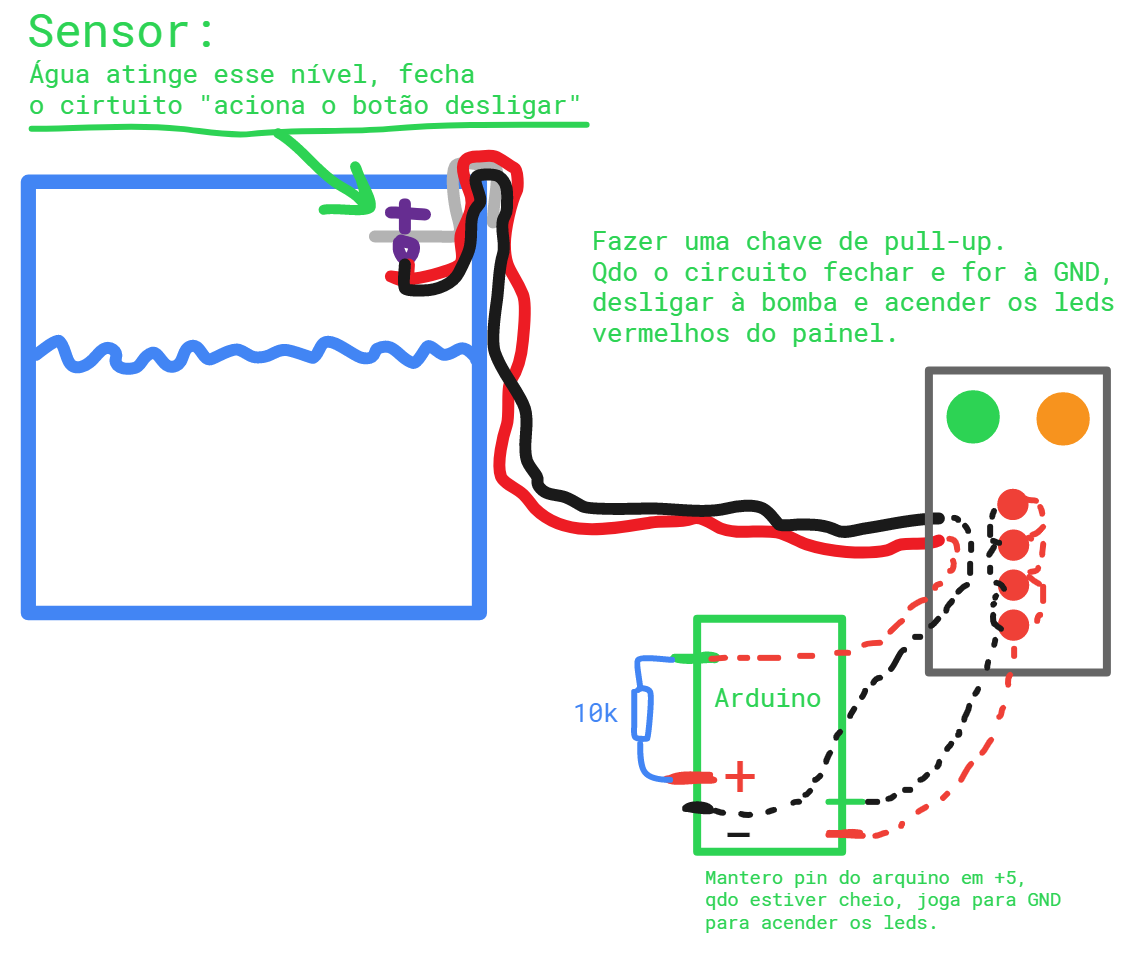 Sensor:
Água atinge esse nível, fecha
o cirtuito "aciona o botão desligar"
Fazer uma chave de pull-up.
Qdo o circuito fechar e for à GND,
desligar à bomba e acender os leds
vermelhos do painel.
10k
Arduino
+
−
Mantero pin do arquino em +5,
qdo estiver cheio, joga para GND
para acender os leds.